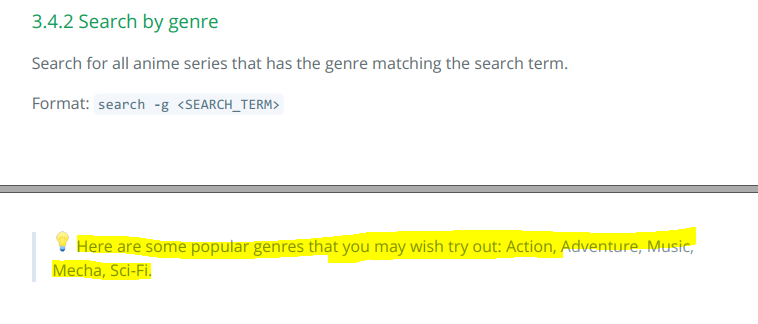 3.4.2 Search by genre
Search for all anime series that has the genre matching the search term.
Format: search -g <SEARCH_TERM>
Here are some popular genres that you may wish try out: Action, Adventure, Music,
Mecha, Sci-Fi.